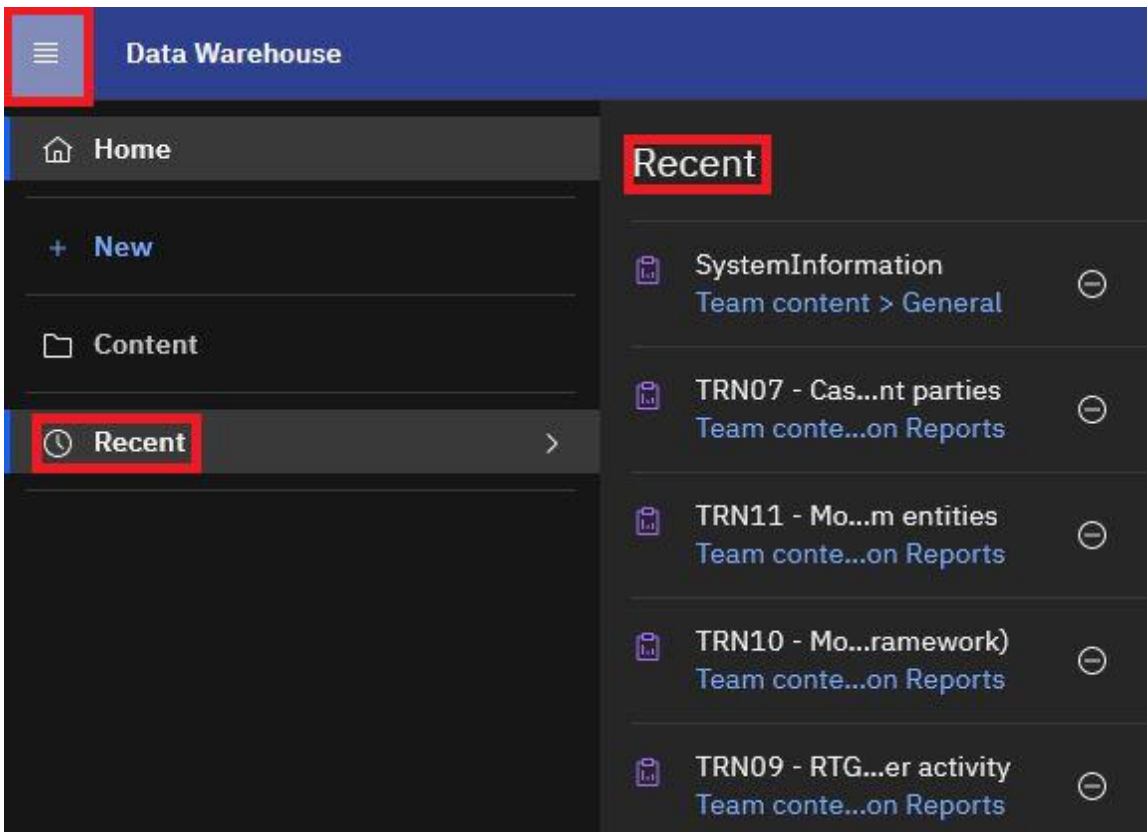 Data Warehouse
Home
New
Content
Recent
Recent
SystemInformation
Team content > General
TRN07 - Cas...nt parties
Team conte...on Reports
TRN11 - Mo...m entities
Team conte...on Reports
TRN10 - Mo...ramework)
Team conte...on Reports
TRN09 - RTG...er activity
Team conte...on Reports